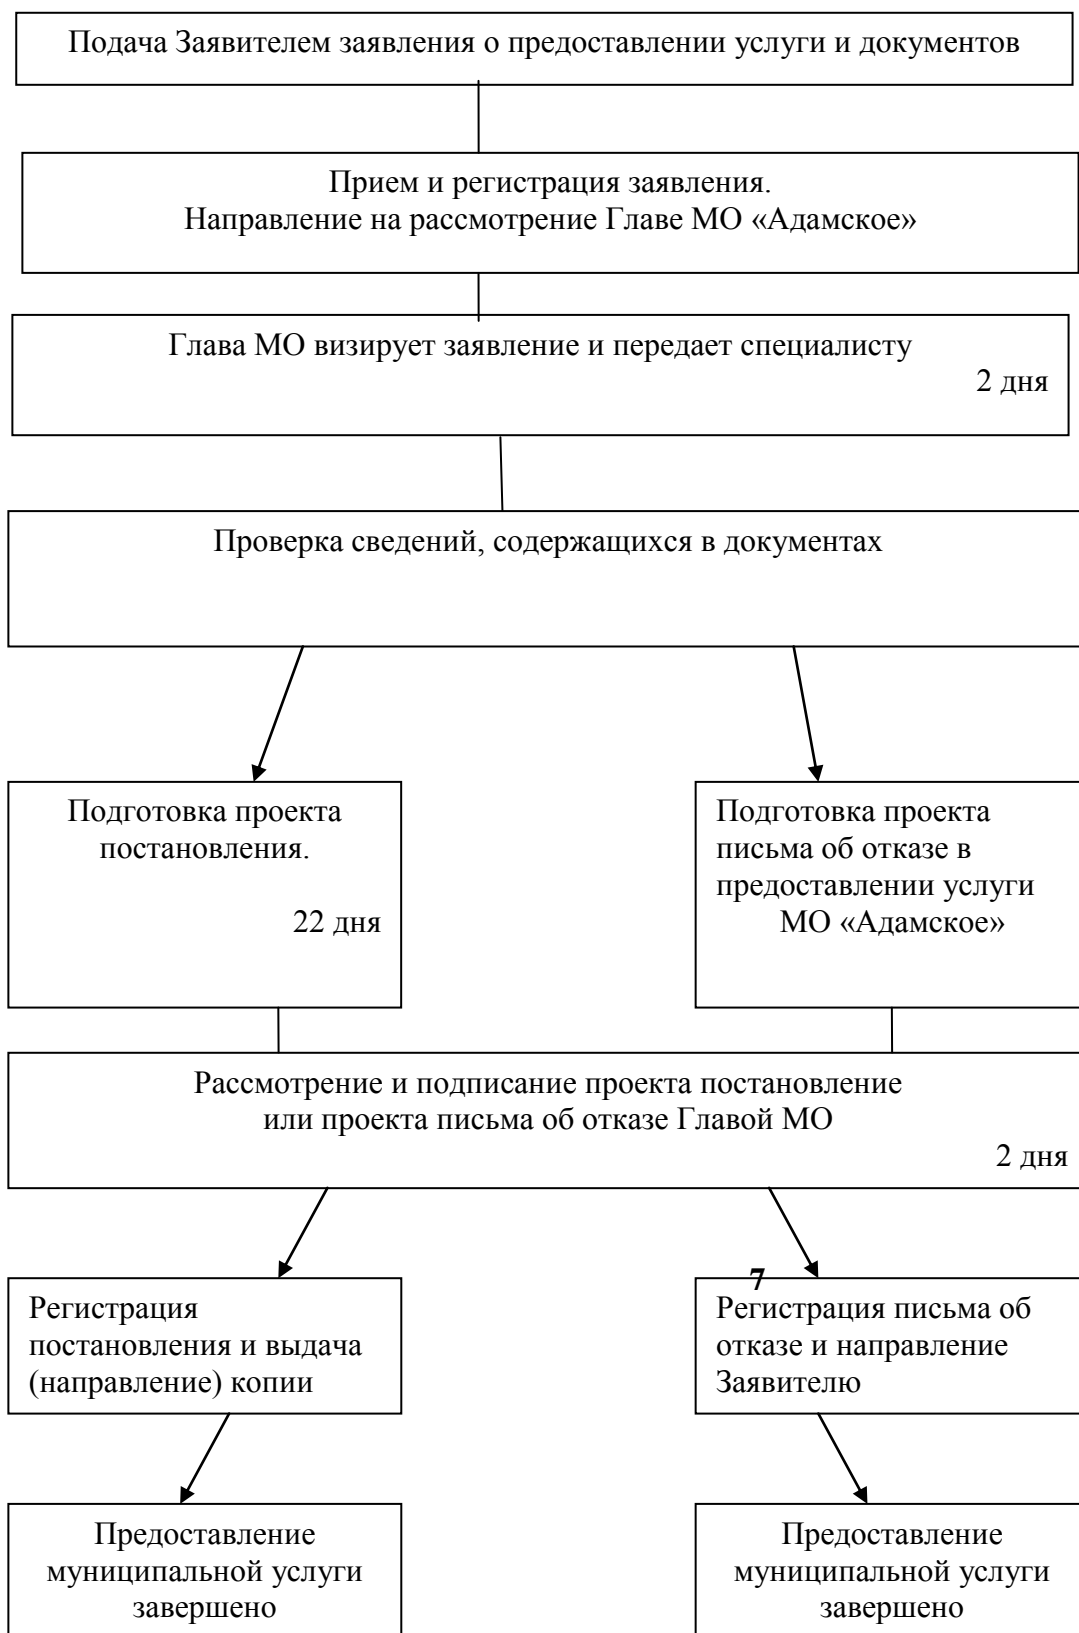 Подача Заявителем заявления о предоставлении услуги и документов
Прием и регистрация заявления.
Направление на рассмотрение Главе МО «Адамское»
Глава МО визирует заявление и передает специалисту
2 дня
Проверка сведений, содержащихся в документах
Подготовка проекта
постановления.
22 дня
Подготовка проекта
письма об отказе в
предоставлении услуги
МО «Адамское»
Рассмотрение и подписание проекта постановление
или проекта письма об отказе Главой МО
2 дня
7
Регистрация
постановления и выдача
(направление) копии
Регистрация письма об
отказе и направление
Заявителю
Предоставление
муниципальной услуги
завершено
Предоставление
муниципальной услуги
завершено